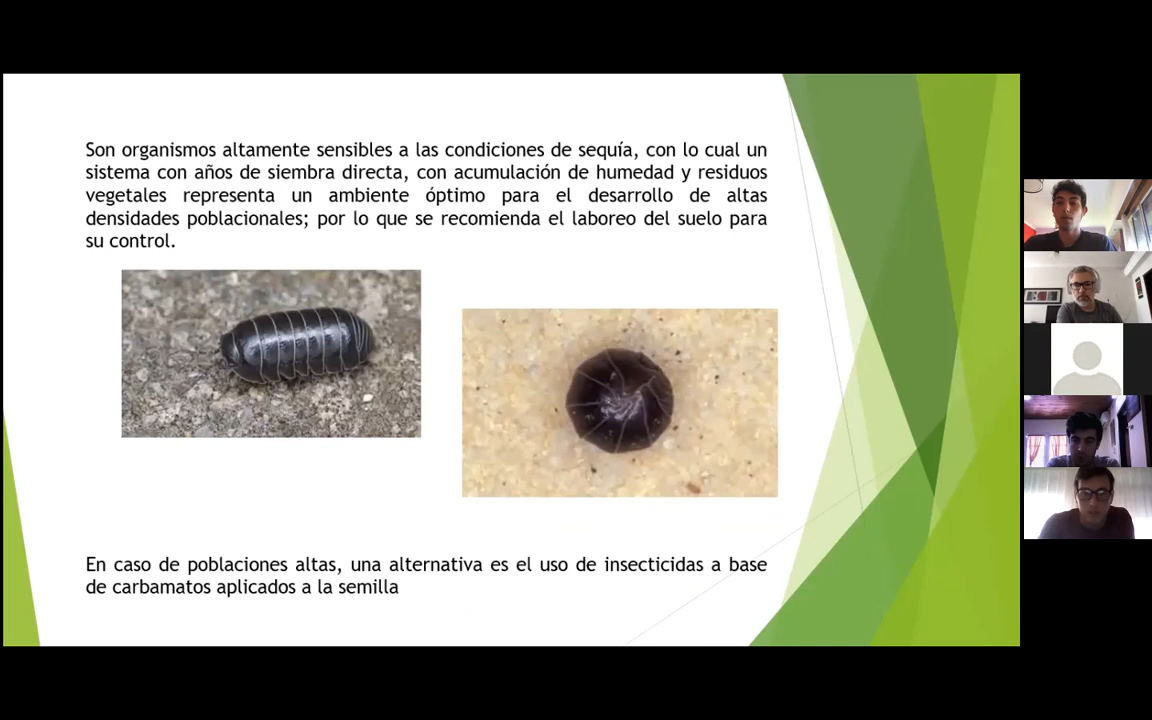 Son organismos altamente sensibles a las condiciones de sequía, con lo cual un
sistema con años de siembra directa, con acumulación de humedad y residuos
vegetales representa un ambiente óptimo para el desarrollo de altas
densidades poblacionales; por lo que se recomienda el laboreo del suelo para
su control.
En caso de poblaciones altas, una alternativa es el uso de insecticidas a base
de carbamatos aplicados a la semilla